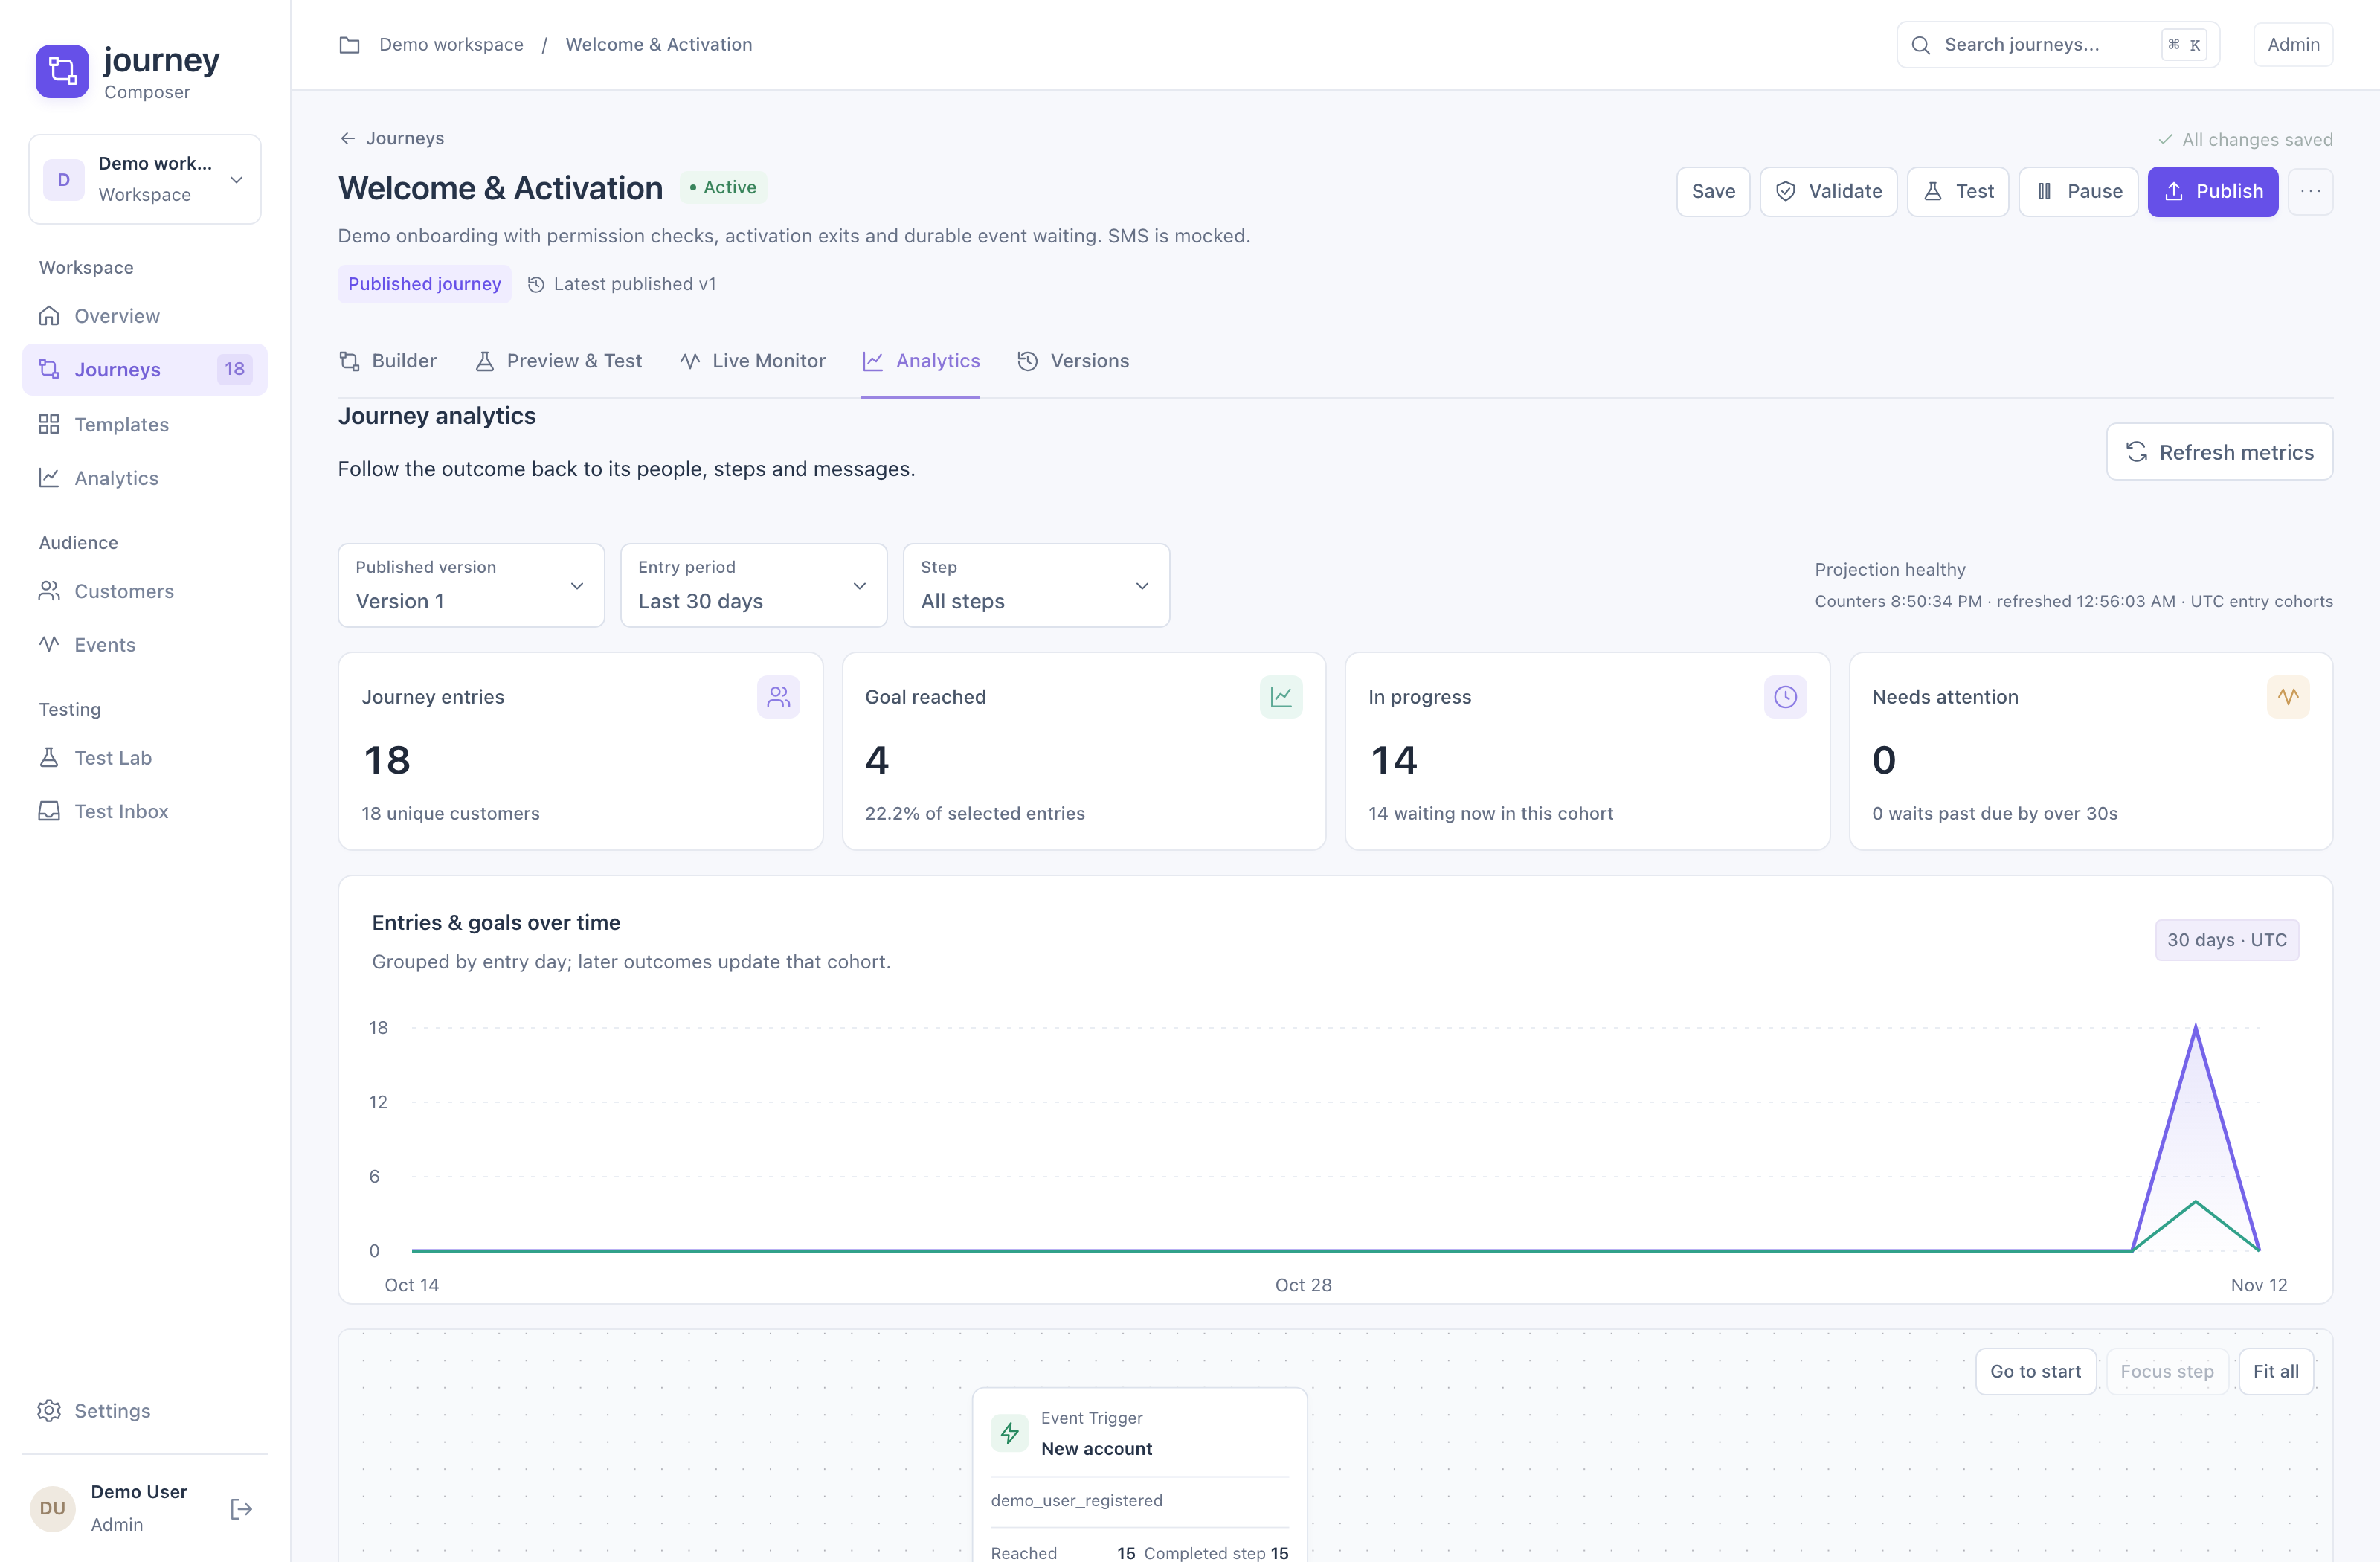 journey
Composer
D
Demo work...
Workspace
Workspace
Overview
Journeys 18
Templates
Analytics
Audience
Customers
Events
Testing
Test Lab
Test Inbox
Settings
DU
Demo User
Admin
Demo workspace / Welcome & Activation
Search journeys...
⌘ K
Admin
← Journeys
All changes saved
Welcome & Activation
• Active
Save
Validate
Test
Pause
Publish
···
Demo onboarding with permission checks, activation exits and durable event waiting. SMS is mocked.
Published journey
Latest published v1
Builder
Preview & Test
Live Monitor
Analytics
Versions
Journey analytics
Follow the outcome back to its people, steps and messages.
Refresh metrics
Published version
Version 1
Entry period
Last 30 days
Step
All steps
Projection healthy
Counters 8:50:34 PM · refreshed 12:56:03 AM · UTC entry cohorts
Journey entries
18
18 unique customers
Goal reached
4
22.2% of selected entries
In progress
14
14 waiting now in this cohort
Needs attention
0
0 waits past due by over 30s
Entries & goals over time
Grouped by entry day; later outcomes update that cohort.
30 days · UTC
18
12
6
0
Oct 14
Oct 28
Nov 12
Go to start
Focus step
Fit all
Event Trigger
New account
demo_user_registered
Reached 15 Completed step 15